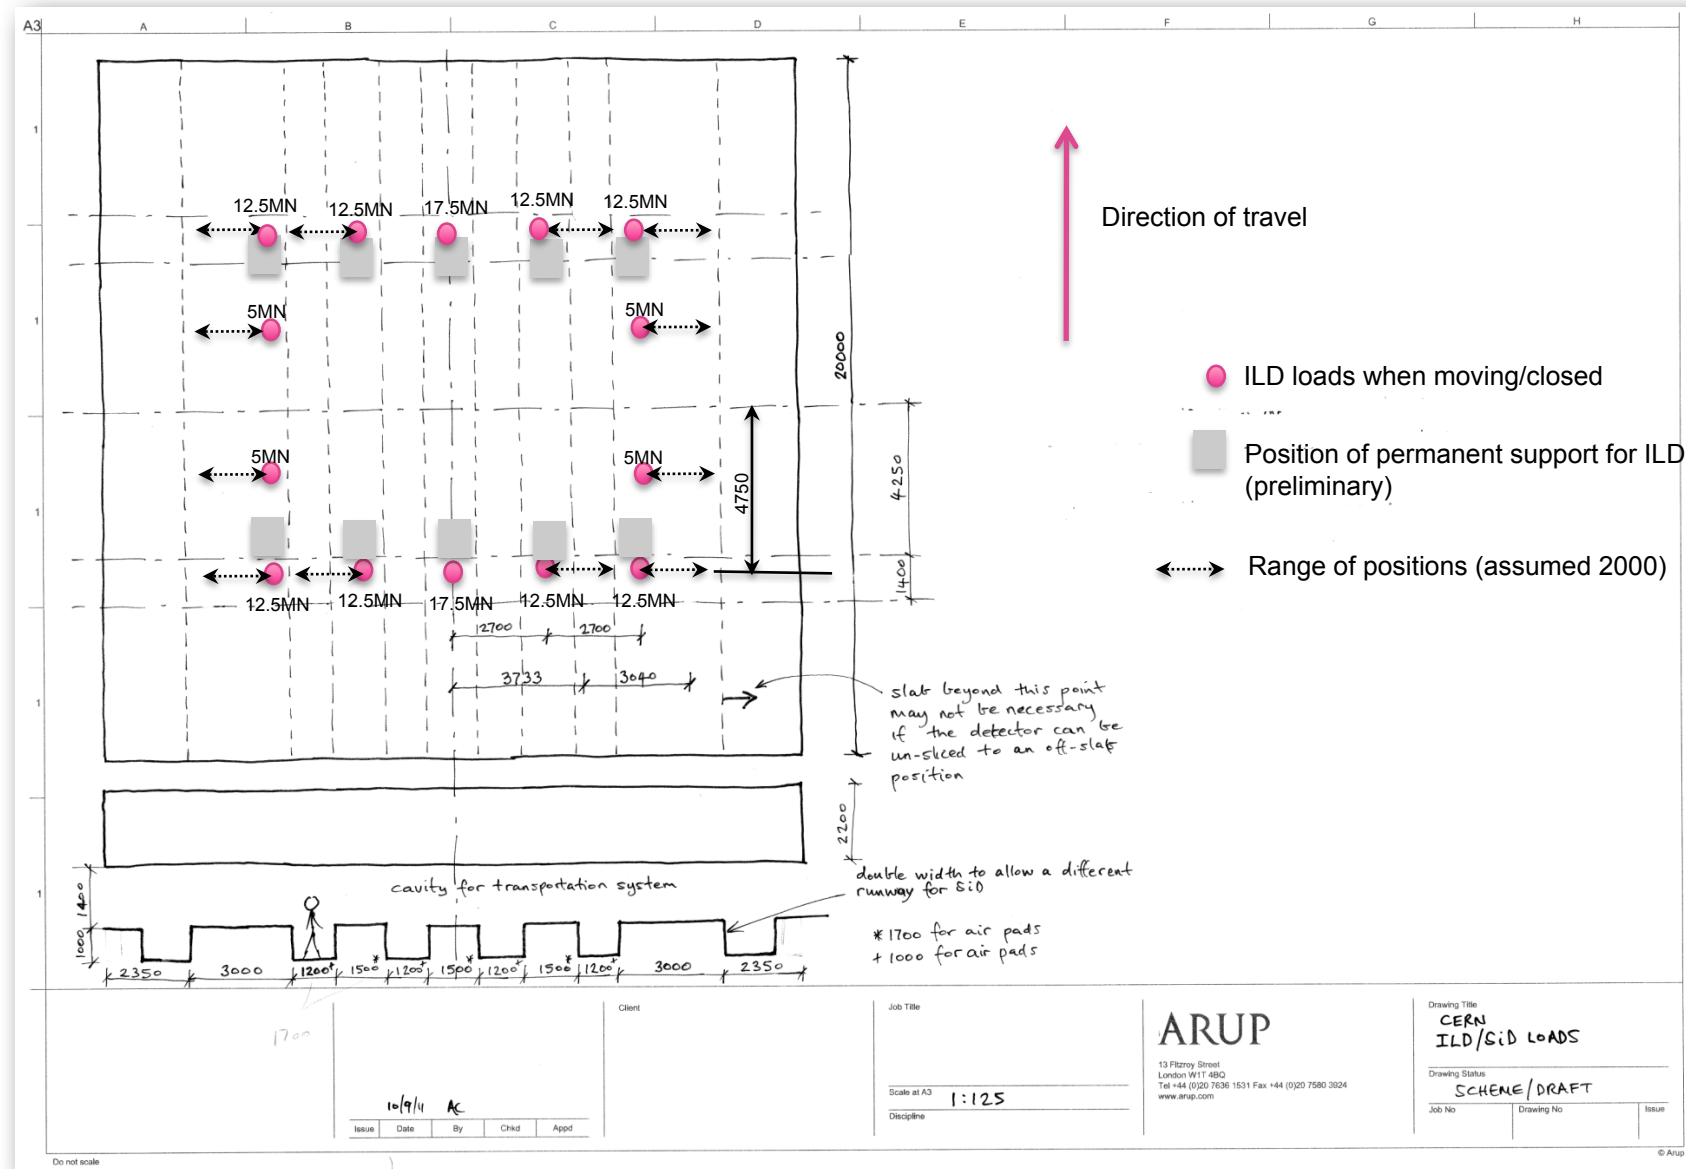 A3
A
B
C
D
E
F
G
H
1
1
1
1
1
12.5MN
12.5MN
17.5MN
12.5MN
12.5MN
5MN
5MN
5MN
5MN
12.5MN
12.5MN
17.5MN
12.5MN
12.5MN
20000
4750
4250
1400
2700
2700
3733
3040
Direction of travel
ILD loads when moving/closed
Position of permanent support for ILD
(preliminary)
Range of positions (assumed 2000)
slab beyond this point
may not be necessary
if the detector can be
un-sliced to an off-slab
position
2200
cavity for transportation system
double width to allow a different
runway for SiD
* 1700 for air pads
+ 1000 for air pads
1400
1000
2350
3000
1200+
1500*
1200+
1500*
1200+
1500*
1200+
3000
2350
1700
10/9/11 AC
Issue Date By Chkd Appd
Client
Job Title
Scale at A3 1:125
Discipline
ARUP
13 Fitzroy Street
London W1T 4BQ
Tel +44 (0)20 7636 1531 Fax +44 (0)20 7580 3924
www.arup.com
Drawing Title
CERN
ILD/SiD LOADS
Drawing Status
SCHEME/DRAFT
Job No Drawing No Issue
Do not scale
© Arup